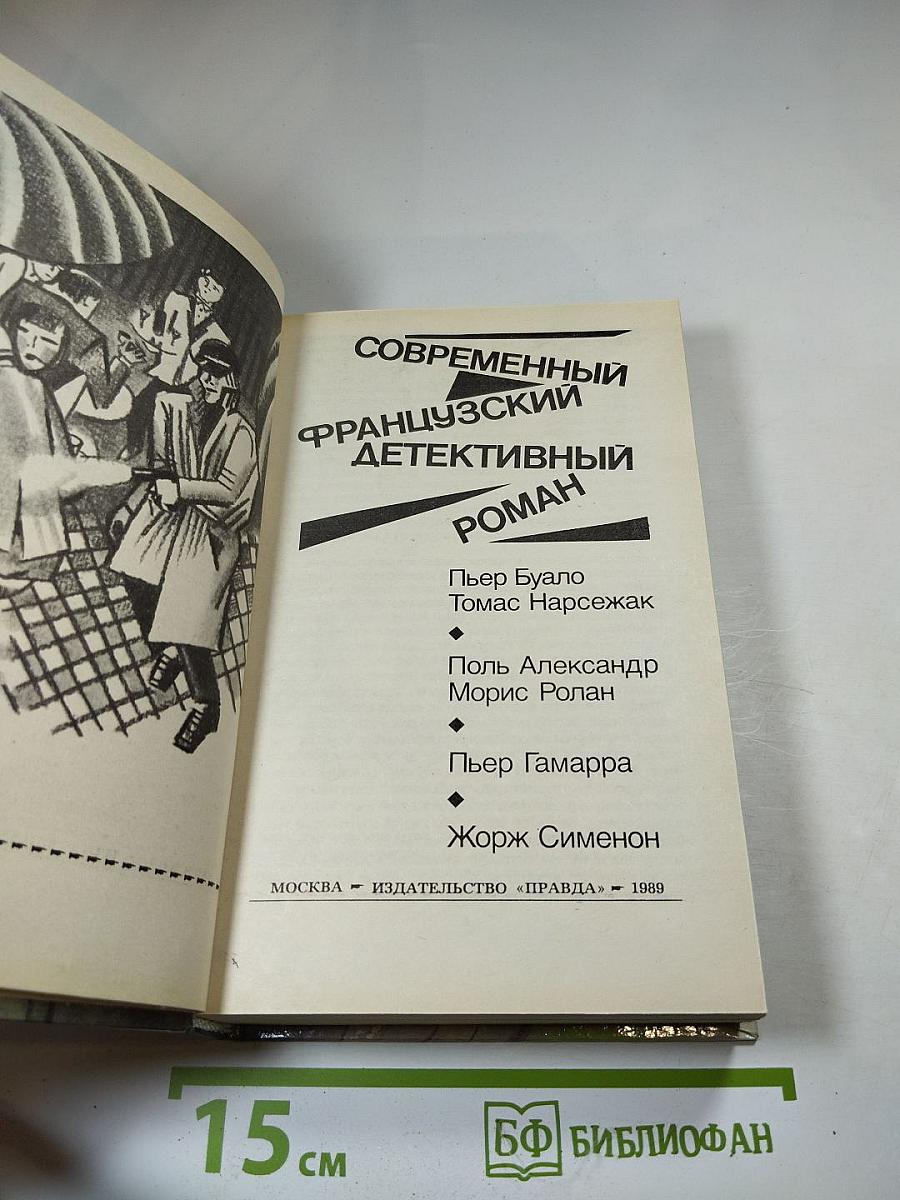 СОВРЕМЕННЫЙ
ФРАНЦУЗСКИЙ
ДЕТЕКТИВНЫЙ
РОМАН
Пьер Буало
Томас Нарсежак
Поль Александр
Морис Ролан
Пьер Гамарра
Жорж Сименон
МОСКВА ИЗДАТЕЛЬСТВО «ПРАВДА» 1989
15 см
БФ БИБЛИОФАН